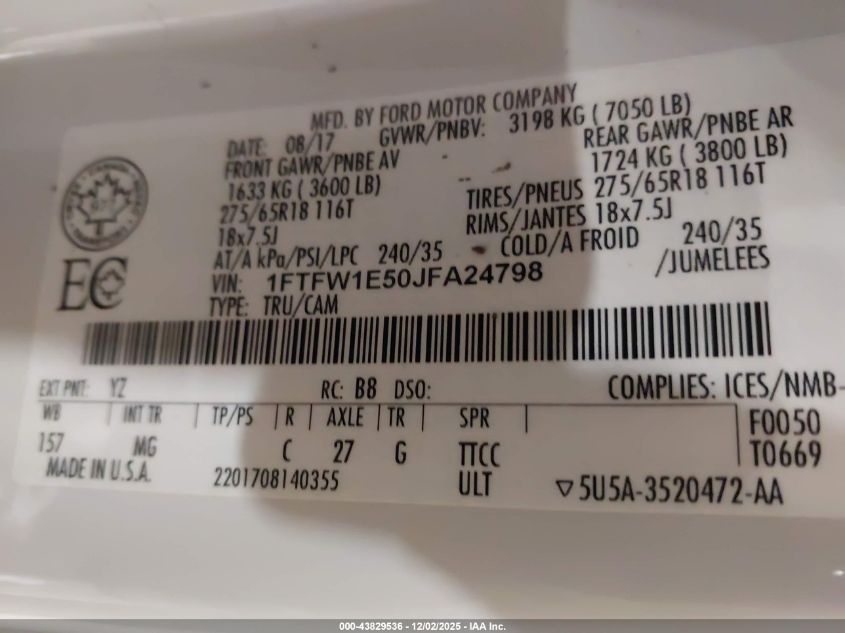 MFD. BY FORD MOTOR COMPANY
DATE: 08/17 GVWR/PNBV: 3198 KG ( 7050 LB)
FRONT GAWR/PNBE AV REAR GAWR/PNBE AR
1633 KG ( 3600 LB) 1724 KG ( 3800 LB)
275/65R18 116T TIRES/PNEUS 275/65R18 116T
18x7.5J RIMS/JANTES 18x7.5J
AT/A kPa/PSI/LPC 240/35 COLD/A FROID 240/35
VIN: 1FTFW1E50JFA24798 /JUMELEES
TYPE: TRU/CAM
EC
EXT PNT: YZ RC: B8 DSO: COMPLIES: ICES/NMB-
WB INT TR TP/PS R AXLE TR SPR F0050
157 MG C 27 G TTCC T0669
MADE IN U.S.A. 2201708140355 ULT ▽5U5A-3520472-AA
000-43829536 - 12/02/2025 - IAA Inc.